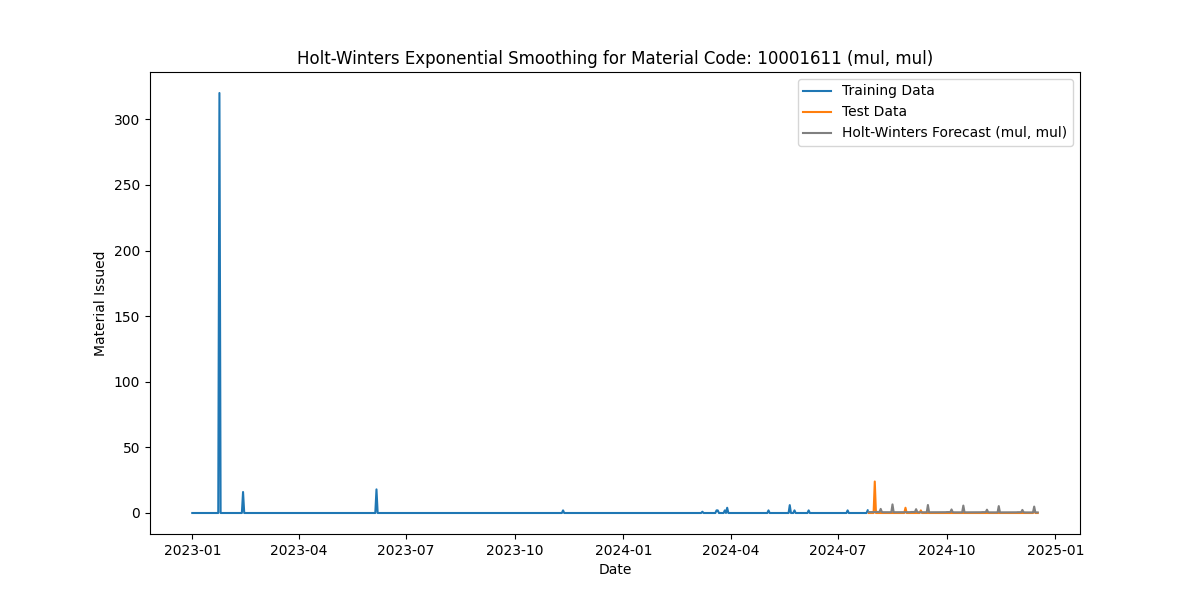 Holt-Winters Exponential Smoothing for Material Code: 10001611 (mul, mul)
Training Data
Test Data
Holt-Winters Forecast (mul, mul)
Material Issued
300
250
200
150
100
50
0
2023-01
2023-04
2023-07
2023-10
2024-01
2024-04
2024-07
2024-10
2025-01
Date